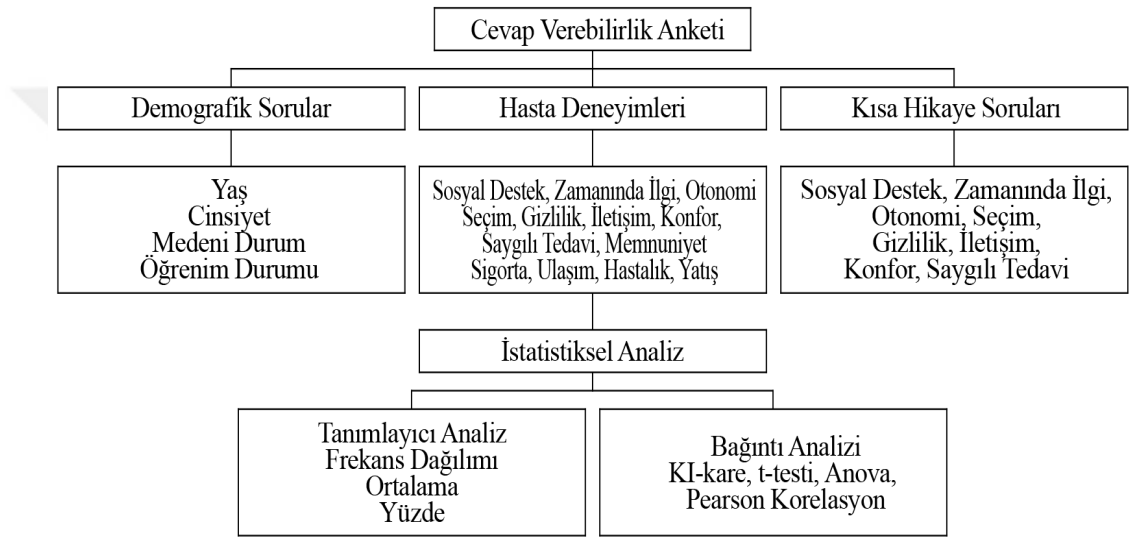 Cevap Verebilirlik Anketi
Demografik Sorular
Hasta Deneyimleri
Kısa Hikaye Soruları
Yaş
Cinsiyet
Medeni Durum
Öğrenim Durumu
Sosyal Destek, Zamanında İlgi, Otonomi
Seçim, Gizlilik, İletişim, Konfor,
Saygılı Tedavi, Memnuniyet
Sigorta, Ulaşım, Hastalık, Yatış
Sosyal Destek, Zamanında İlgi,
Otonomi, Seçim,
Gizlilik, İletişim,
Konfor, Saygılı Tedavi
İstatistiksel Analiz
Tanımlayıcı Analiz
Frekans Dağılımı
Ortalama
Yüzde
Bağıntı Analizi
KI-kare, t-testi, Anova,
Pearson Korelasyon